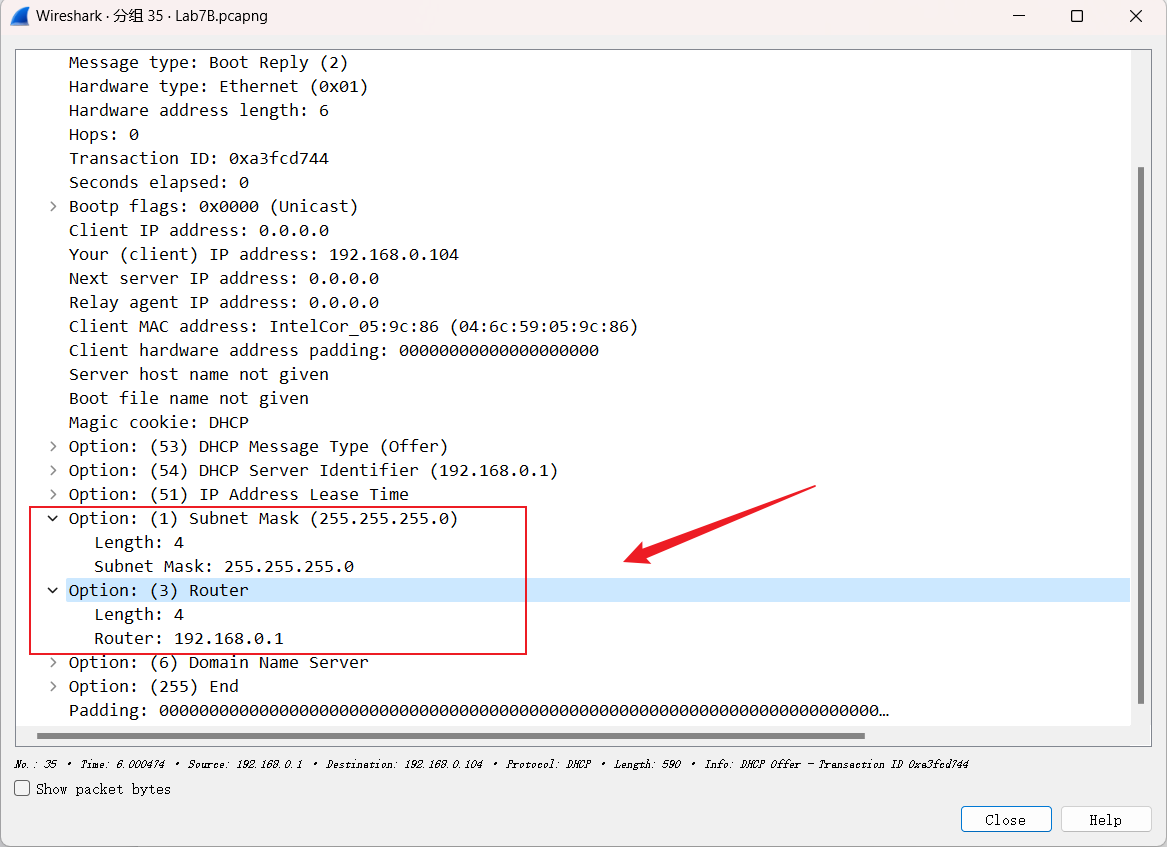 Wireshark · 分组 35 · Lab7B.pcapng
Message type: Boot Reply (2)
Hardware type: Ethernet (0x01)
Hardware address length: 6
Hops: 0
Transaction ID: 0xa3fcd744
Seconds elapsed: 0
Bootp flags: 0x0000 (Unicast)
Client IP address: 0.0.0.0
Your (client) IP address: 192.168.0.104
Next server IP address: 0.0.0.0
Relay agent IP address: 0.0.0.0
Client MAC address: IntelCor_05:9c:86 (04:6c:59:05:9c:86)
Client hardware address padding: 00000000000000000000
Server host name not given
Boot file name not given
Magic cookie: DHCP
Option: (53) DHCP Message Type (Offer)
Option: (54) DHCP Server Identifier (192.168.0.1)
Option: (51) IP Address Lease Time
Option: (1) Subnet Mask (255.255.255.0)
Length: 4
Subnet Mask: 255.255.255.0
Option: (3) Router
Length: 4
Router: 192.168.0.1
Option: (6) Domain Name Server
Option: (255) End
Padding: 000000000000000000000000000000000000000000000000000000000000000000000000…
No.: 35 · Time: 6.000474 · Source: 192.168.0.1 · Destination: 192.168.0.104 · Protocol: DHCP · Length: 590 · Info: DHCP Offer - Transaction ID 0xa3fcd744
Show packet bytes
Close
Help